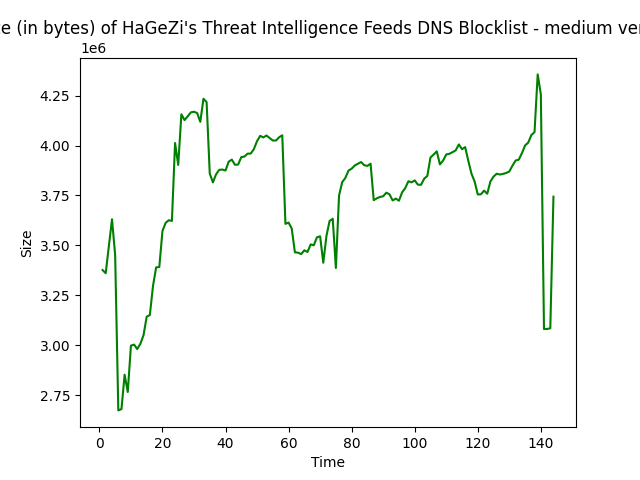 e (in bytes) of HaGeZi's Threat Intelligence Feeds DNS Blocklist - medium ver
1e6
4.25
4.00
3.75
3.50
3.25
3.00
2.75
Size
0 20 40 60 80 100 120 140
Time